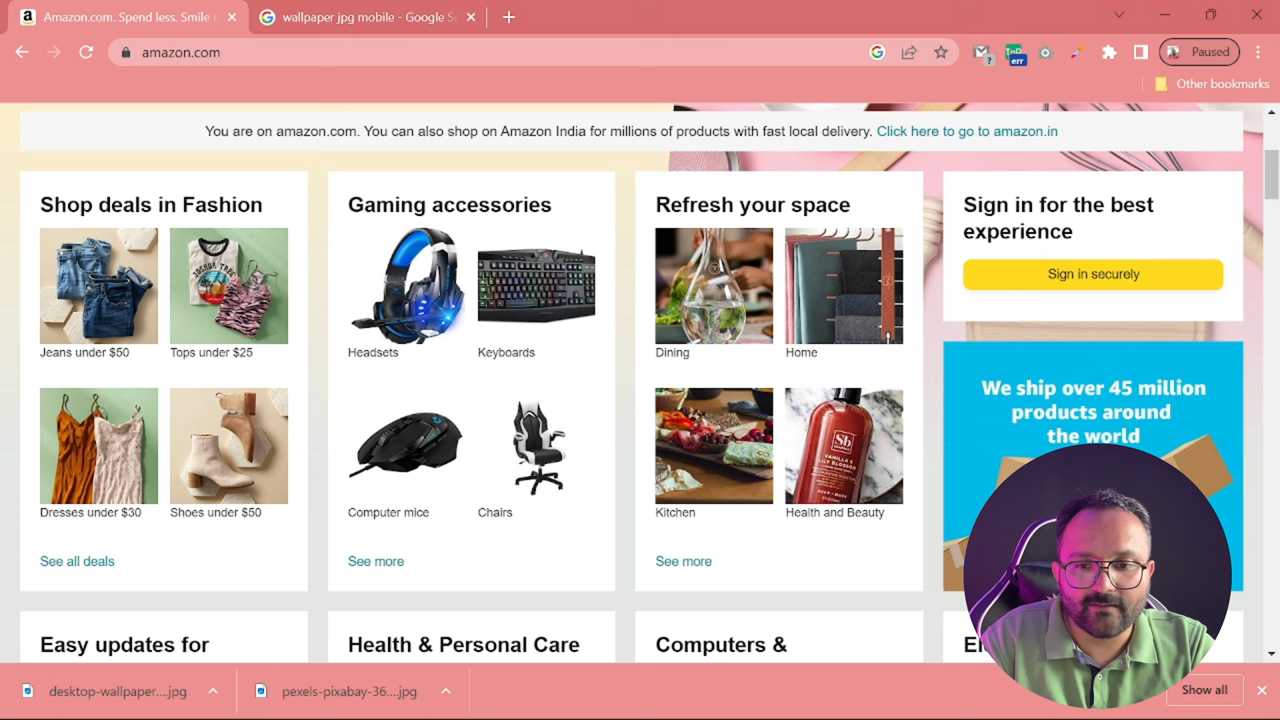 Amazon.com. Spend less. Smile
wallpaper jpg mobile - Google
amazon.com
err
Paused
Other bookmarks
You are on amazon.com. You can also shop on Amazon India for millions of products with fast local delivery. Click here to go to amazon.in
Shop deals in Fashion
Jeans under $50
Tops under $25
Dresses under $30
Shoes under $50
See all deals
Gaming accessories
Headsets
Keyboards
Computer mice
Chairs
See more
Refresh your space
Dining
Home
Kitchen
Sb
VANILLA &
LILY BLOSSOM
Health and Beauty
See more
Sign in for the best
experience
Sign in securely
We ship over 45 million
products around
the world
Easy updates for
Health & Personal Care
Computers &
desktop-wallpaper....jpg
pexels-pixabay-36....jpg
Show all